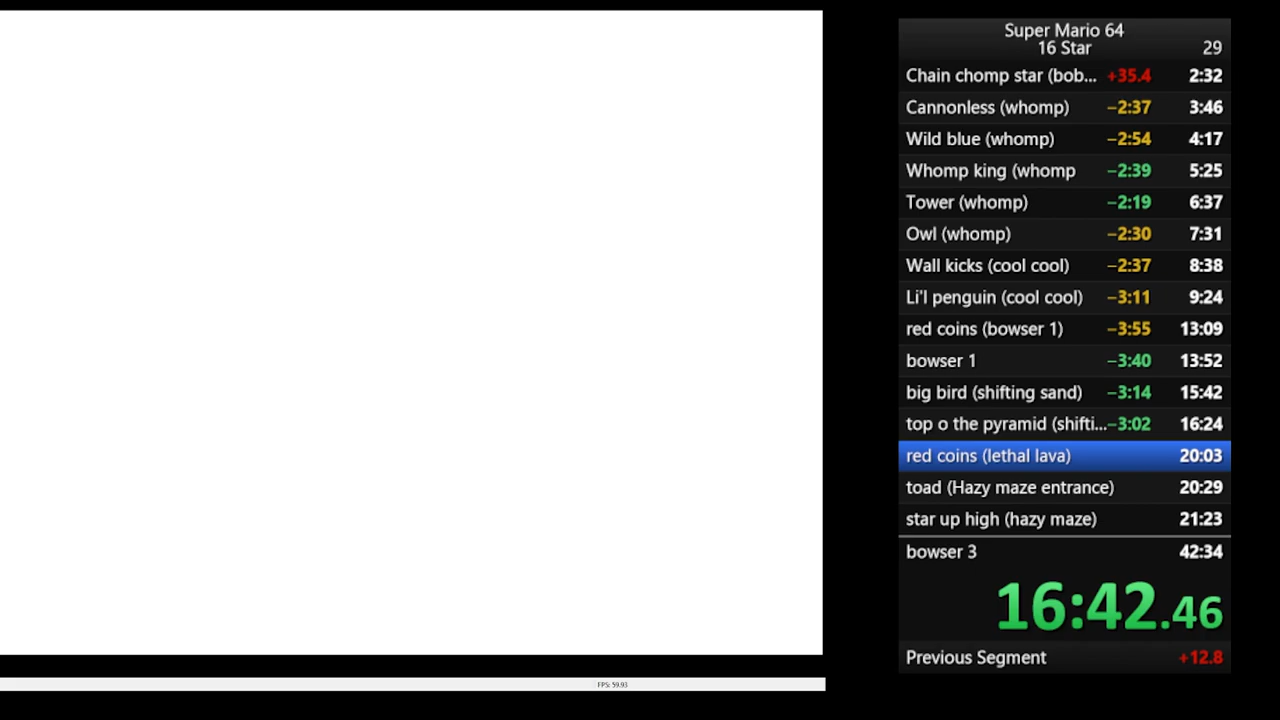 Super Mario 64
16 Star 29
Chain chomp star (bob... +35.4 2:32
Cannonless (whomp) −2:37 3:46
Wild blue (whomp) −2:54 4:17
Whomp king (whomp −2:39 5:25
Tower (whomp) −2:19 6:37
Owl (whomp) −2:30 7:31
Wall kicks (cool cool) −2:37 8:38
Li'l penguin (cool cool) −3:11 9:24
red coins (bowser 1) −3:55 13:09
bowser 1 −3:40 13:52
big bird (shifting sand) −3:14 15:42
top o the pyramid (shifti... −3:02 16:24
red coins (lethal lava) 20:03
toad (Hazy maze entrance) 20:29
star up high (hazy maze) 21:23
bowser 3 42:34
16:42.46
Previous Segment +12.8
FPS: 59.93